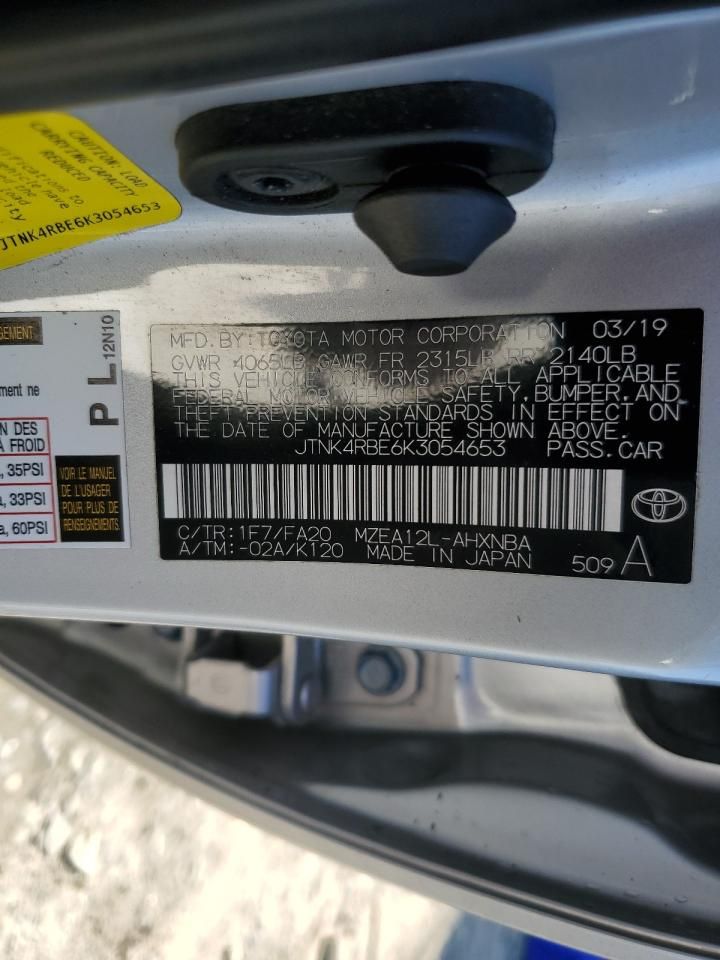 CAUTION: LOAD
CARRYING CAPACITY
REDUCED
JTNK4RBE6K3054653
P L 12N10
N DES
À FROID
, 35PSI
a, 33PSI
a, 60PSI
VOIR LE MANUEL
DE L'USAGER
POUR PLUS DE
RENSEIGNEMENTS.
MFD. BY: TOYOTA MOTOR CORPORATION 03/19
GVWR 4065LB GAWR FR 2315LB RR 2140LB
THIS VEHICLE CONFORMS TO ALL APPLICABLE
FEDERAL MOTOR VEHICLE SAFETY, BUMPER, AND
THEFT PREVENTION STANDARDS IN EFFECT ON
THE DATE OF MANUFACTURE SHOWN ABOVE.
JTNK4RBE6K3054653 PASS. CAR
C/TR: 1F7/FA20 MZEA12L-AHXNBA
A/TM: -02A/K120 MADE IN JAPAN
509 A